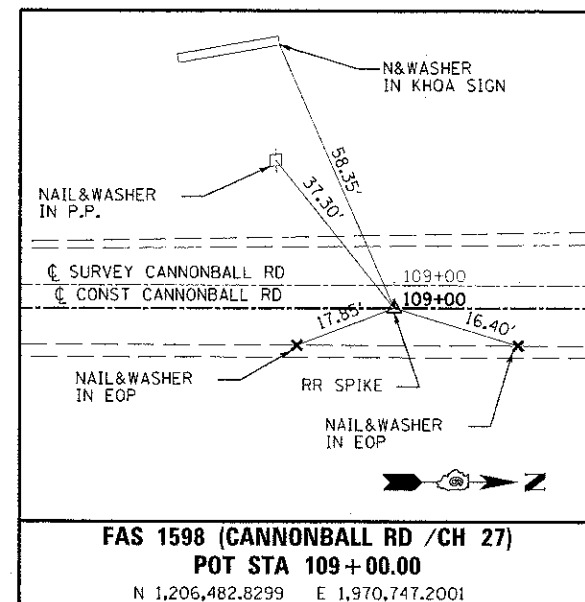 N&WASHER
IN KHOA SIGN
58.35'
37.30'
NAIL&WASHER
IN P.P.
℄ SURVEY CANNONBALL RD
109+00
℄ CONST CANNONBALL RD
109+00
17.85'
16.40'
NAIL&WASHER
IN EOP
RR SPIKE
NAIL&WASHER
IN EOP
N
FAS 1598 (CANNONBALL RD /CH 27)
POT STA 109+00.00
N 1,206,482.8299 E 1,970,747.2001